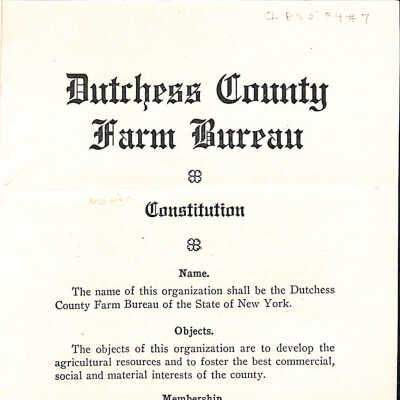 Dutchess County
Farm Bureau
Constitution
Name.
The name of this organization shall be the Dutchess
County Farm Bureau of the State of New York.
Objects.
The objects of this organization are to develop the
agricultural resources and to foster the best commercial,
social and material interests of the county.
Membership